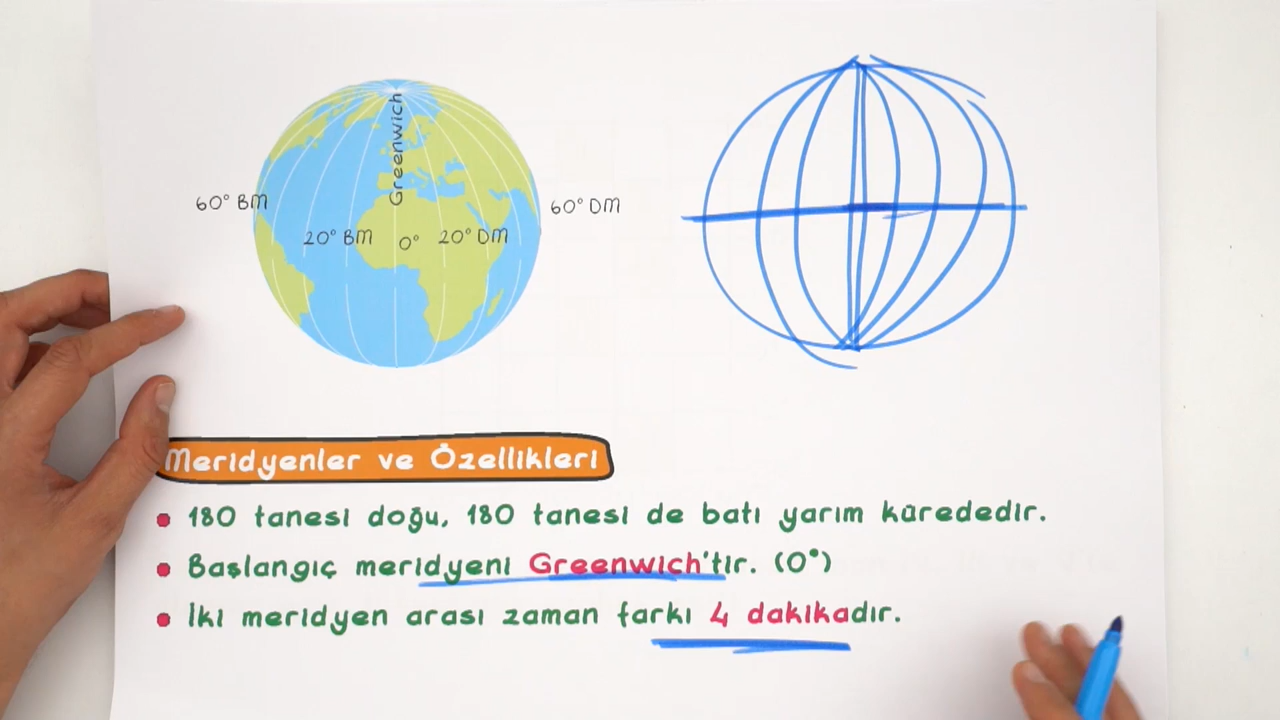 Greenwich
60° BM
60° DM
20° BM 0° 20° DM
Meridyenler ve Özellikleri
180 tanesi doğu, 180 tanesi de batı yarım kürededir.
Başlangıç meridyeni Greenwich'tir. (0°)
İki meridyen arası zaman farkı 4 dakikadır.